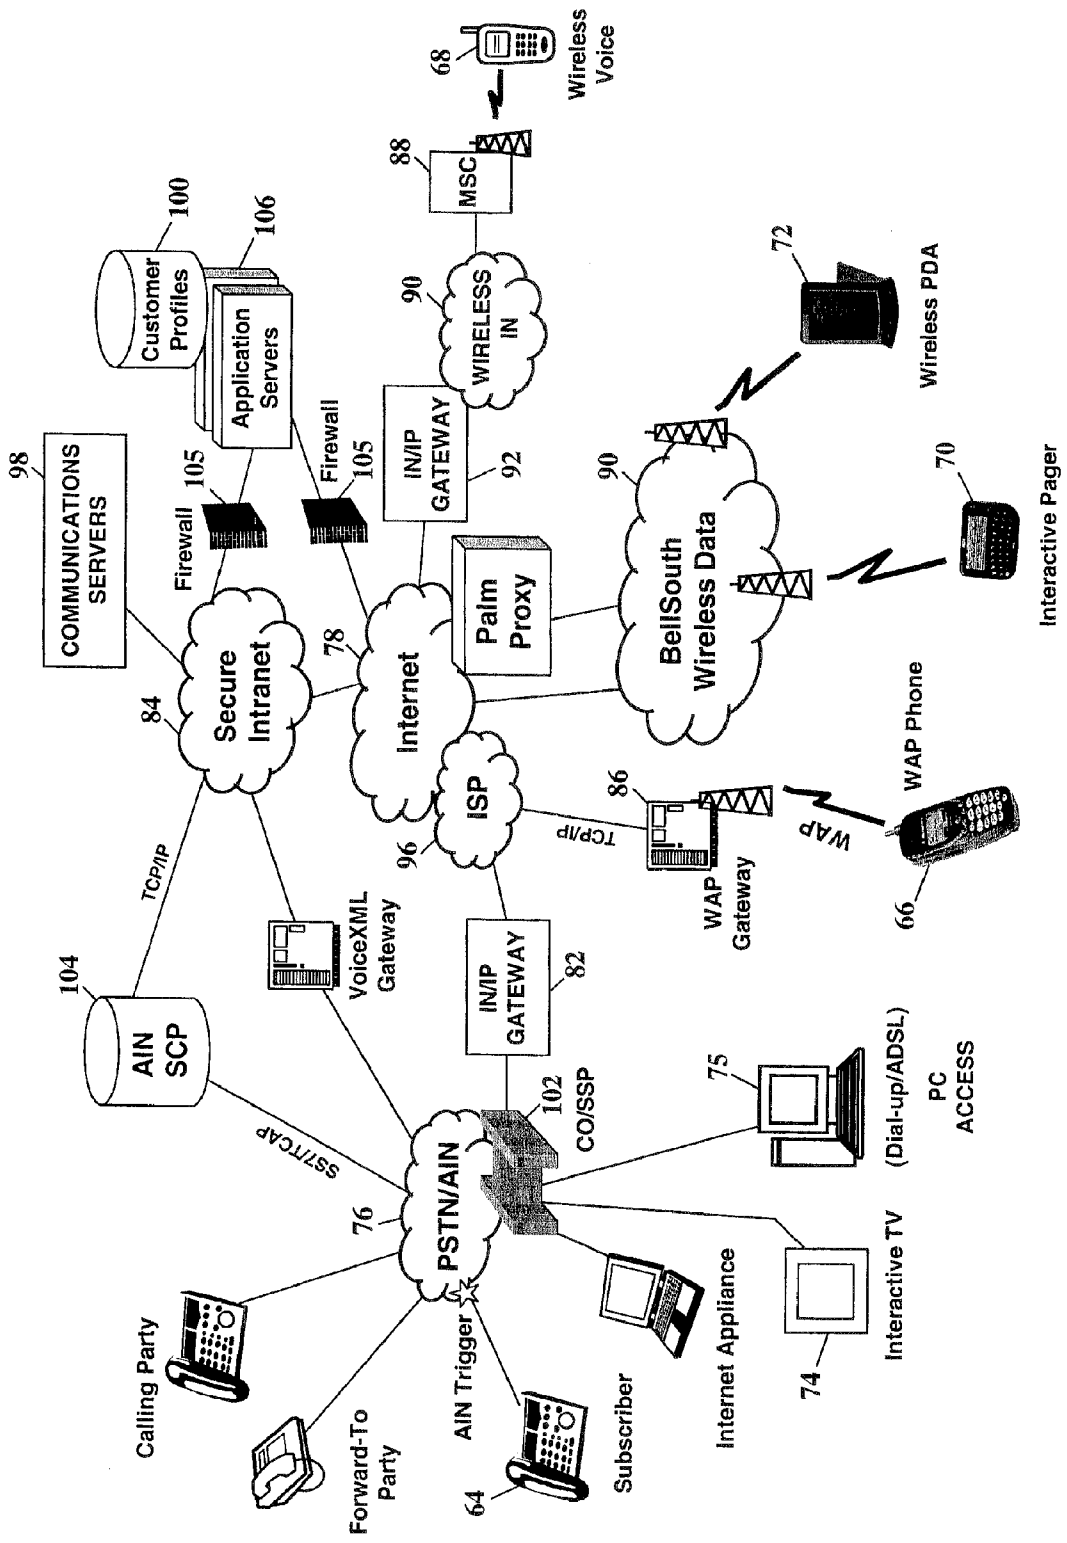 98
COMMUNICATIONS
SERVERS
Customer
Profiles
100
106
Application
Servers
Firewall
105
Firewall
105
104
AIN
SCP
TCP/IP
84
Secure
Intranet
78
Internet
SS7/TCAP
VoiceXML
Gateway
IN/IP
GATEWAY
92
90
WIRELESS
IN
88
MSC
68
Wireless
Voice
Calling Party
Forward-To
Party
76
PSTN/AIN
AIN Trigger
64
Subscriber
102
CO/SSP
IN/IP
GATEWAY
82
96
ISP
Palm
Proxy
TCP/IP
86
WAP
Gateway
WAP
66
WAP Phone
90
BellSouth
Wireless Data
72
Wireless PDA
70
Interactive Pager
Internet Appliance
74
Interactive TV
75
(Dial-up/ADSL)
PC
ACCESS